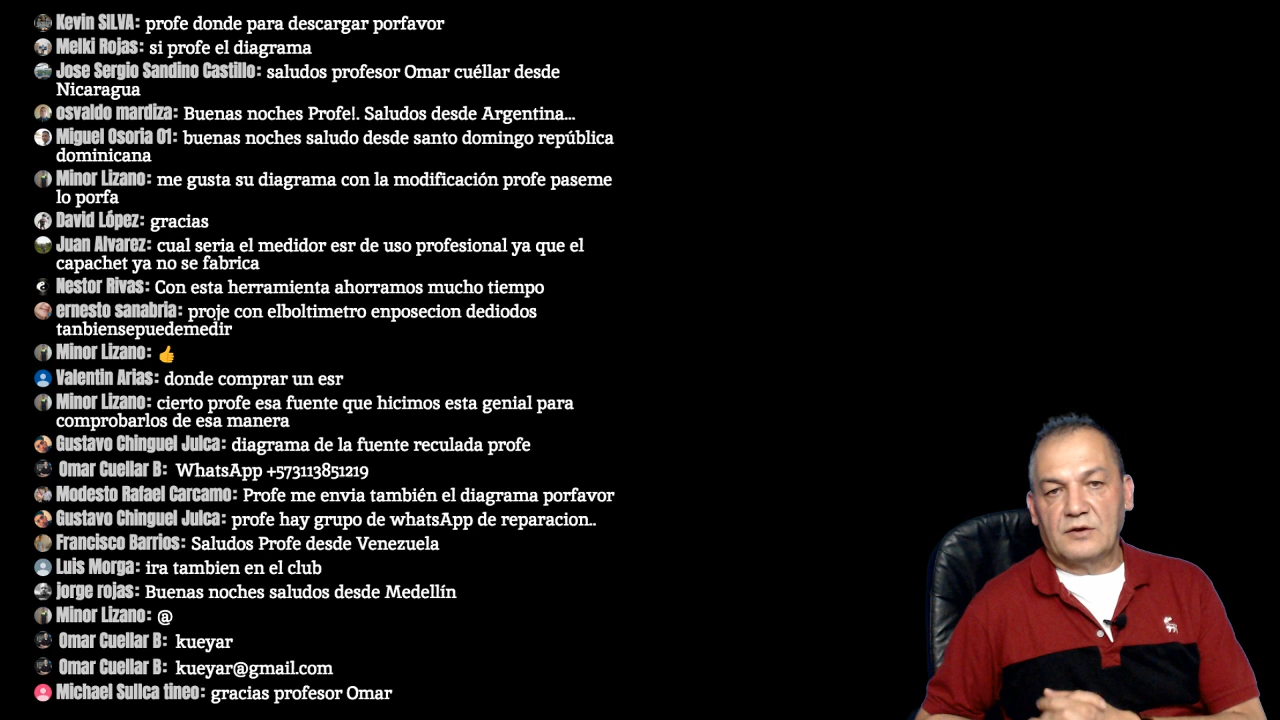 Kevin SILVA: profe donde para descargar porfavor
Melki Rojas: si profe el diagrama
Jose Sergio Sandino Castillo: saludos profesor Omar cuéllar desde
Nicaragua
osvaldo mardiza: Buenas noches Profe!. Saludos desde Argentina...
Miguel Osoria 01: buenas noches saludo desde santo domingo república
dominicana
Minor Lizano: me gusta su diagrama con la modificación profe paseme
lo porfa
David López: gracias
Juan Alvarez: cual seria el medidor esr de uso profesional ya que el
capachet ya no se fabrica
Nestor Rivas: Con esta herramienta ahorramos mucho tiempo
ernesto sanabria: proje con elboltimetro enposecion dediodos
tanbiensepuedemedir
Minor Lizano: 👍
Valentin Arias: donde comprar un esr
Minor Lizano: cierto profe esa fuente que hicimos esta genial para
comprobarlos de esa manera
Gustavo Chinguel Julca: diagrama de la fuente reculada profe
Omar Cuellar B: WhatsApp +573113851219
Modesto Rafael Carcamo: Profe me envia también el diagrama porfavor
Gustavo Chinguel Julca: profe hay grupo de whatsApp de reparacion..
Francisco Barrios: Saludos Profe desde Venezuela
Luis Morga: ira tambien en el club
jorge rojas: Buenas noches saludos desde Medellín
Minor Lizano: @
Omar Cuellar B: kueyar
Omar Cuellar B: kueyar@gmail.com
Michael Sullca tineo: gracias profesor Omar